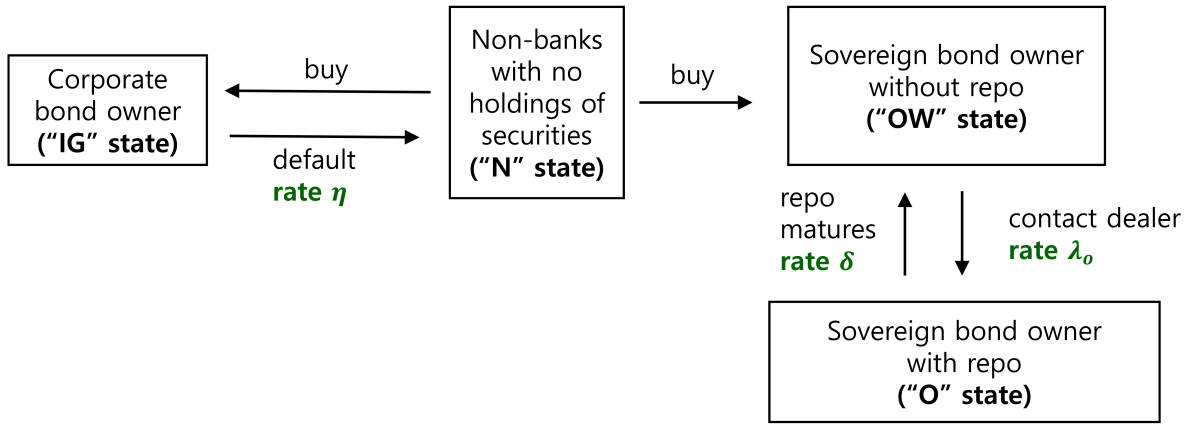 Corporate
bond owner
(“IG” state)
buy
default
rate η
Non-banks
with no
holdings of
securities
(“N” state)
buy
Sovereign bond owner
without repo
(“OW” state)
repo
matures
rate δ
contact dealer
rate λₒ
Sovereign bond owner
with repo
(“O” state)